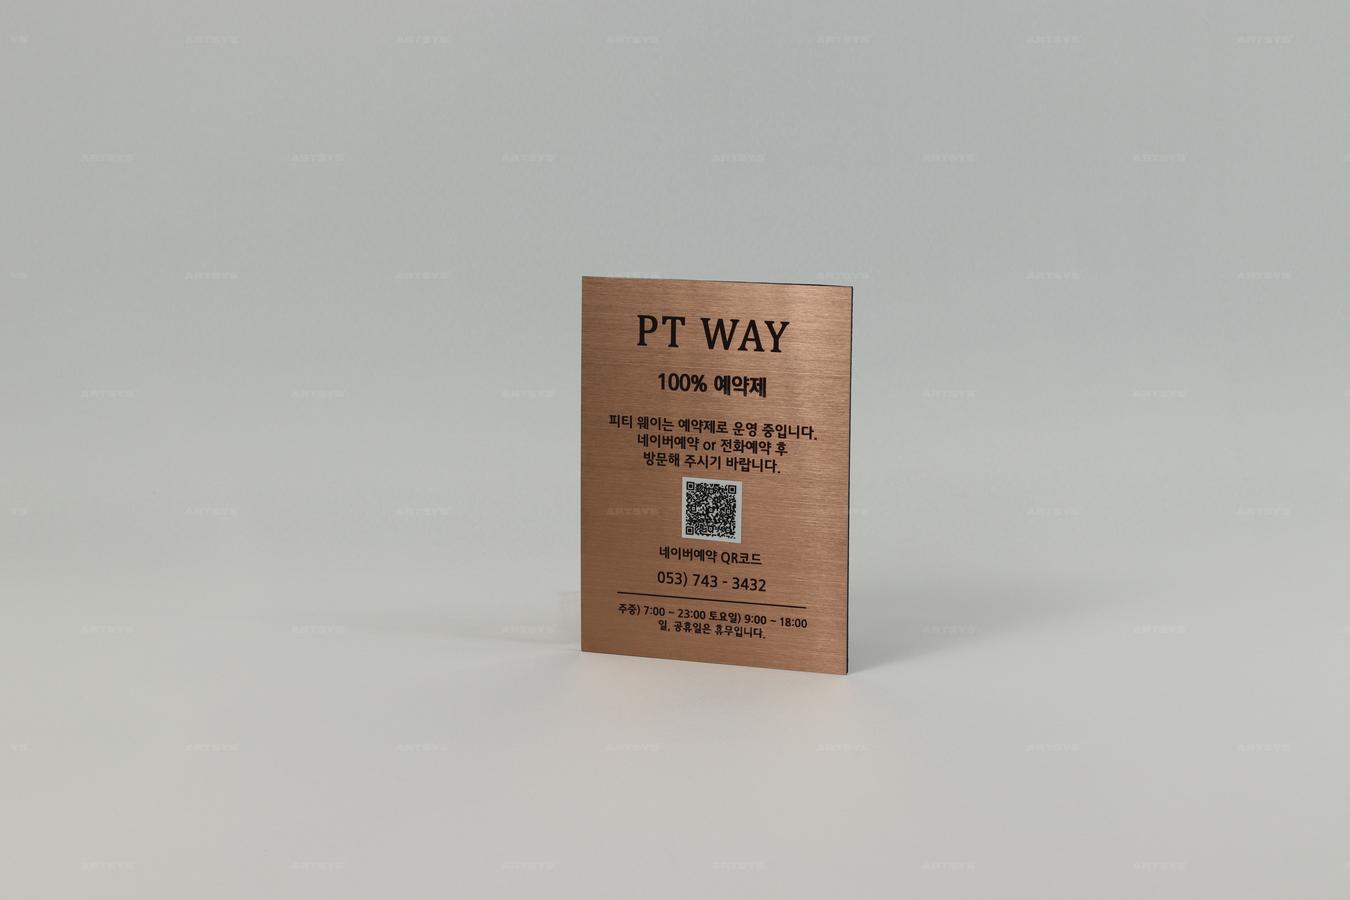 PT WAY
100% 예약제
피티 웨이는 예약제로 운영 중입니다.
네이버예약 or 전화예약 후
방문해 주시기 바랍니다.
네이버예약 QR코드
053) 743 - 3432
주중) 7:00 ~ 23:00 토요일) 9:00 ~ 18:00
일, 공휴일은 휴무입니다.